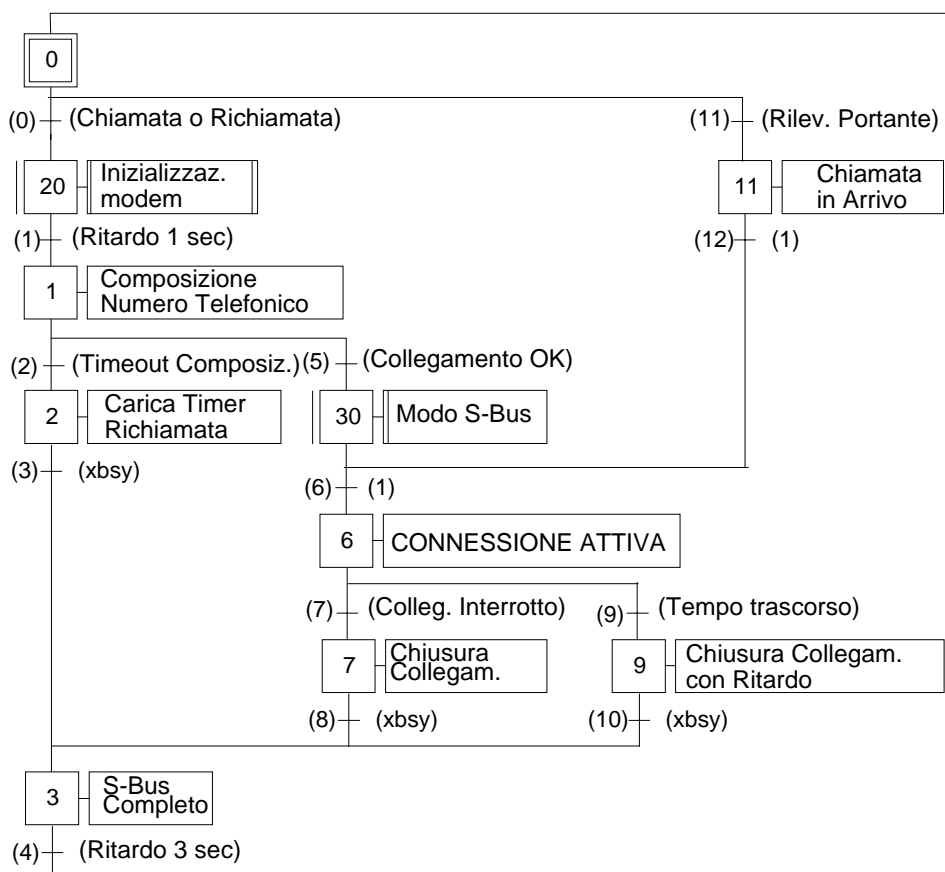 0
(0) (Chiamata o Richiamata)
(11) (Rilev. Portante)
20
Inizializzaz.
modem
11
Chiamata
in Arrivo
(1) (Ritardo 1 sec)
(12) (1)
1
Composizione
Numero Telefonico
(2) (Timeout Composiz.)
(5) (Collegamento OK)
2
Carica Timer
Richiamata
30
Modo S-Bus
(3) (xbsy)
(6) (1)
6
CONNESSIONE ATTIVA
(7) (Colleg. Interrotto)
(9) (Tempo trascorso)
7
Chiusura
Collegam.
9
Chiusura Collegam.
con Ritardo
(8) (xbsy)
(10) (xbsy)
3
S-Bus
Completo
(4) (Ritardo 3 sec)